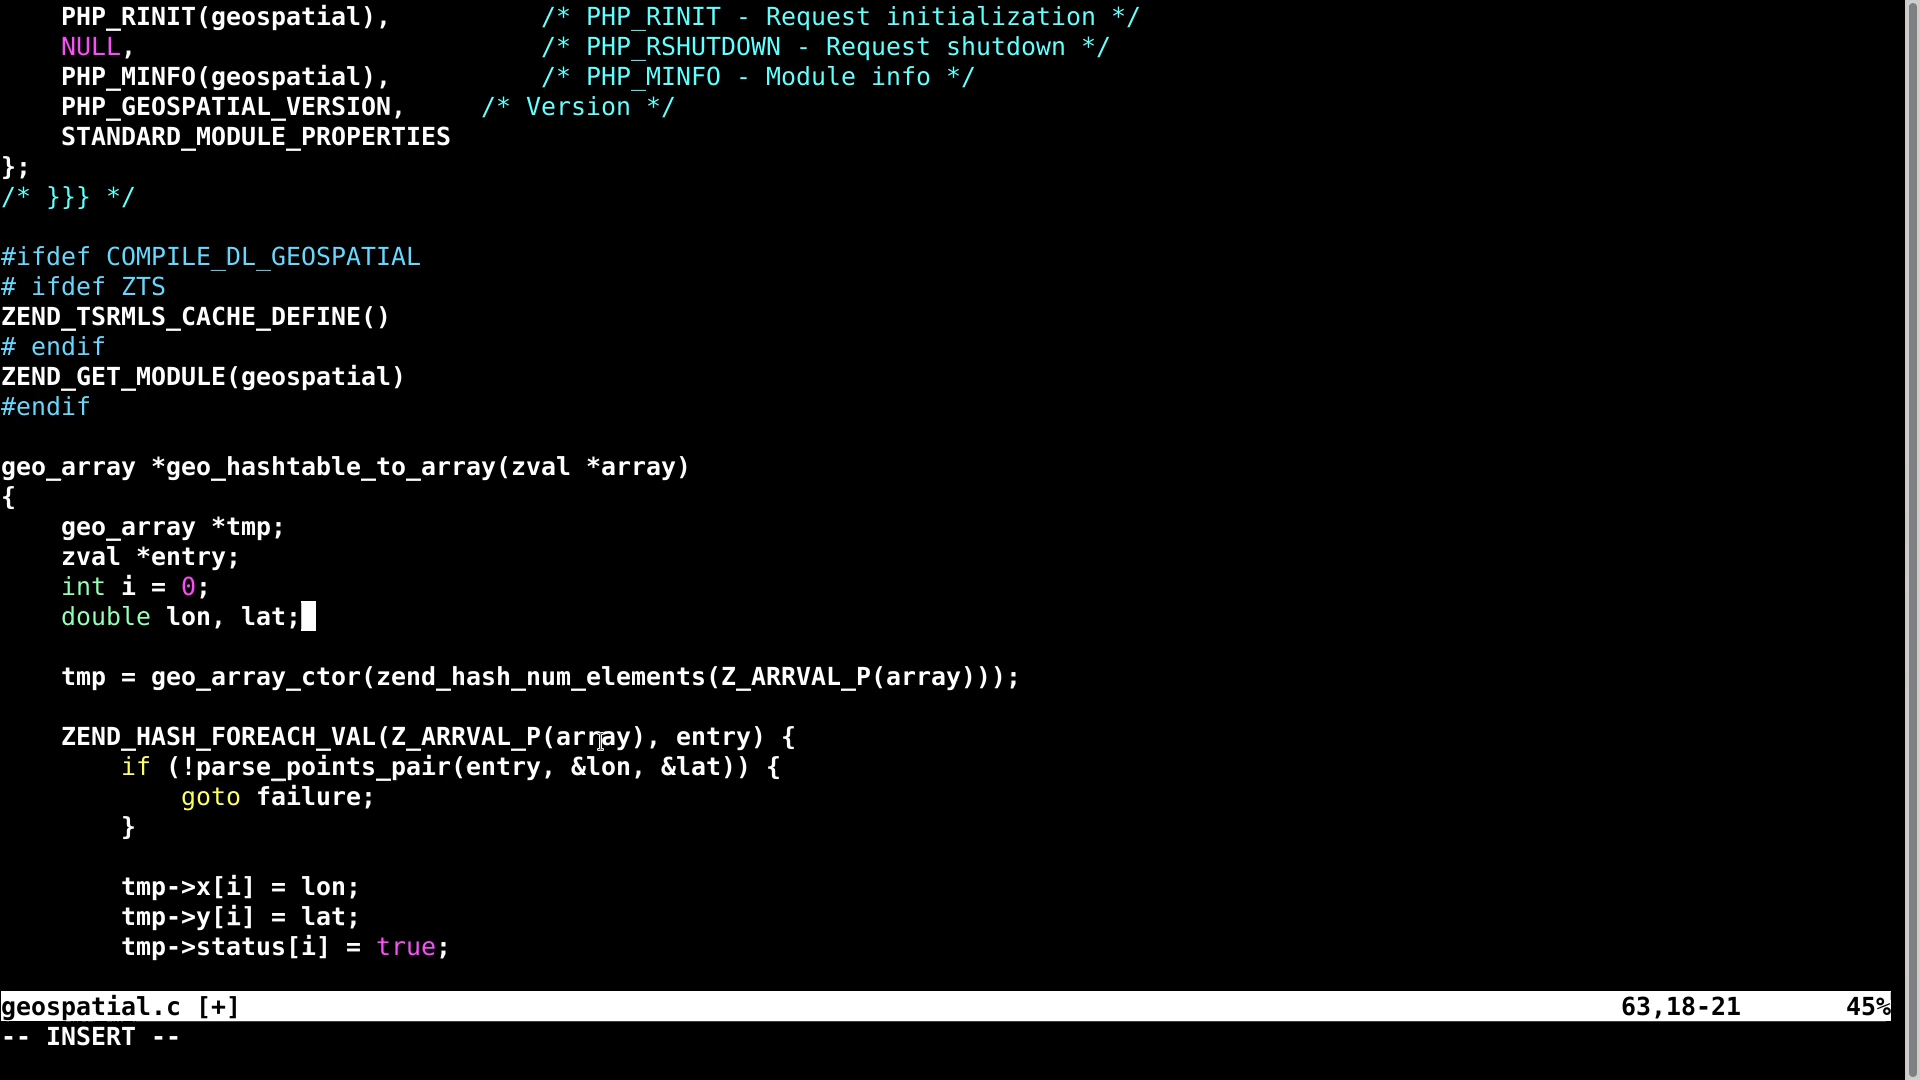 PHP_RINIT(geospatial),          /* PHP_RINIT - Request initialization */
    NULL,                           /* PHP_RSHUTDOWN - Request shutdown */
    PHP_MINFO(geospatial),          /* PHP_MINFO - Module info */
    PHP_GEOSPATIAL_VERSION,     /* Version */
    STANDARD_MODULE_PROPERTIES
};
/* }}} */

#ifdef COMPILE_DL_GEOSPATIAL
# ifdef ZTS
ZEND_TSRMLS_CACHE_DEFINE()
# endif
ZEND_GET_MODULE(geospatial)
#endif

geo_array *geo_hashtable_to_array(zval *array)
{
    geo_array *tmp;
    zval *entry;
    int i = 0;
    double lon, lat;

    tmp = geo_array_ctor(zend_hash_num_elements(Z_ARRVAL_P(array)));

    ZEND_HASH_FOREACH_VAL(Z_ARRVAL_P(array), entry) {
        if (!parse_points_pair(entry, &lon, &lat)) {
            goto failure;
        }

        tmp->x[i] = lon;
        tmp->y[i] = lat;
        tmp->status[i] = true;

geospatial.c [+]                                                                                            63,18-21       45%
-- INSERT --